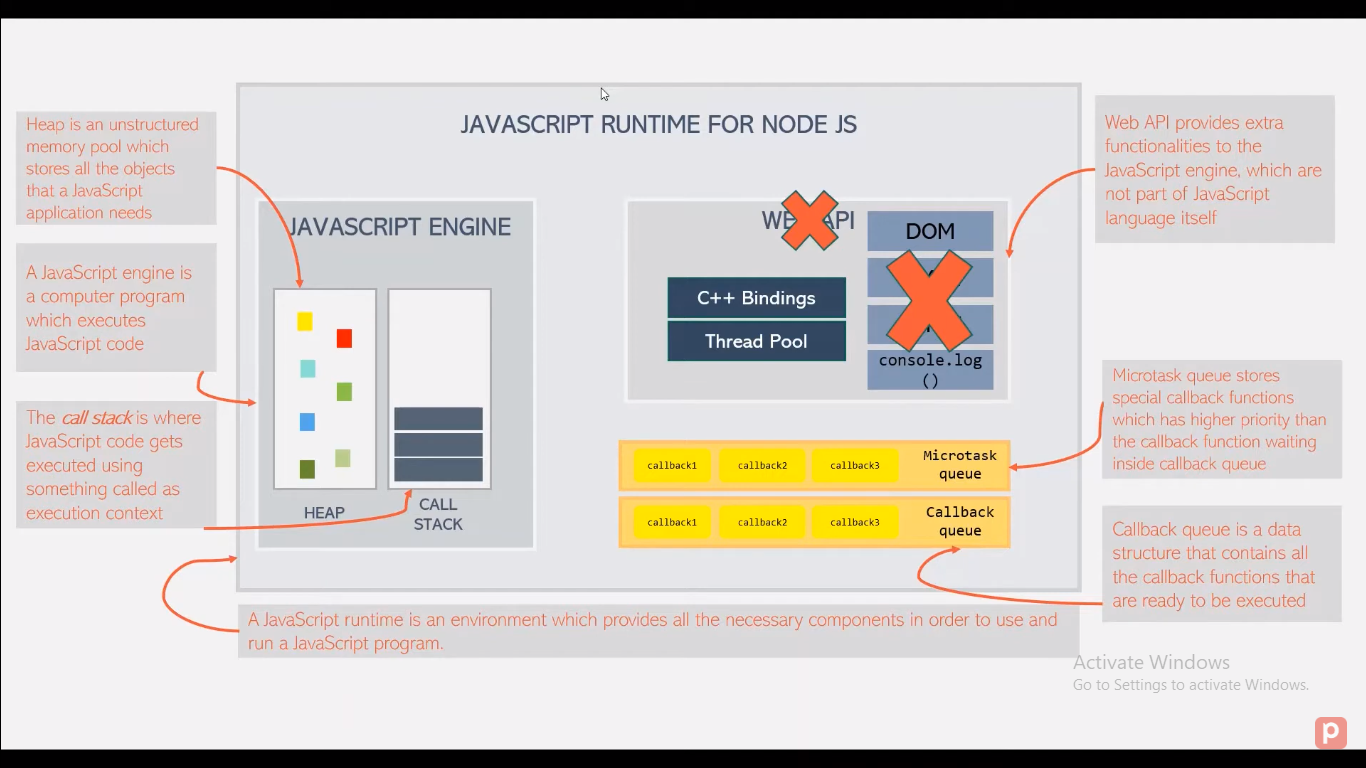 JAVASCRIPT RUNTIME FOR NODE JS
Heap is an unstructured
memory pool which
stores all the objects
that a JavaScript
application needs
A JavaScript engine is
a computer program
which executes
JavaScript code
The call stack is where
JavaScript code gets
executed using
something called as
execution context
JAVASCRIPT ENGINE
HEAP
CALL
STACK
API
C++ Bindings
Thread Pool
DOM
console.log
()
callback1
callback2
callback3
Microtask
queue
callback1
callback2
callback3
Callback
queue
Web API provides extra
functionalities to the
JavaScript engine, which are
not part of JavaScript
language itself
Microtask queue stores
special callback functions
which has higher priority than
the callback function waiting
inside callback queue
Callback queue is a data
structure that contains all
the callback functions that
are ready to be executed
A JavaScript runtime is an environment which provides all the necessary components in order to use and
run a JavaScript program.
Activate Windows
Go to Settings to activate Windows.
p